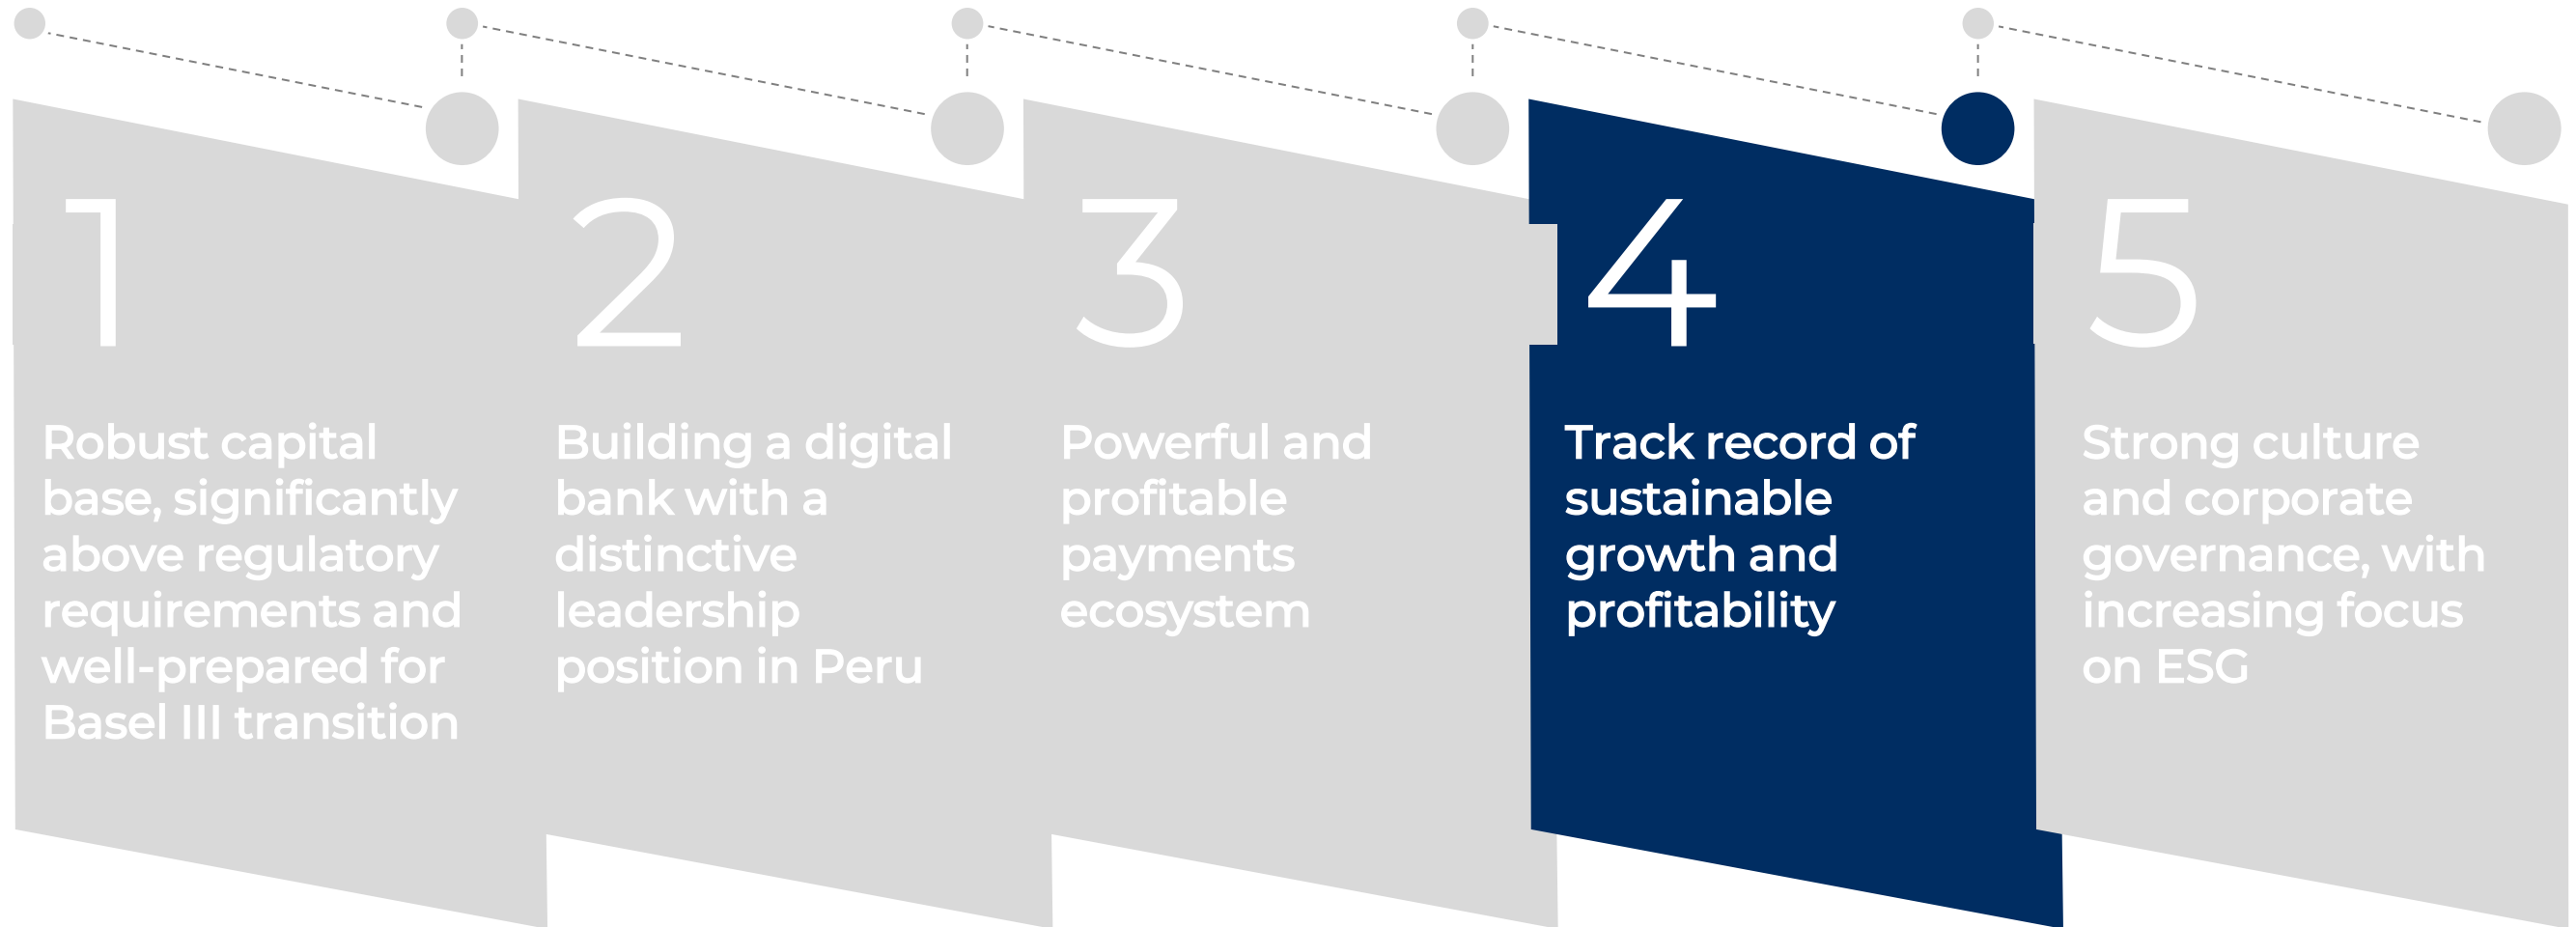 1
Robust capital
base, significantly
above regulatory
requirements and
well-prepared for
Basel III transition
2
Building a digital
bank with a
distinctive
leadership
position in Peru
3
Powerful and
profitable
payments
ecosystem
4
Track record of
sustainable
growth and
profitability
5
Strong culture
and corporate
governance, with
increasing focus
on ESG